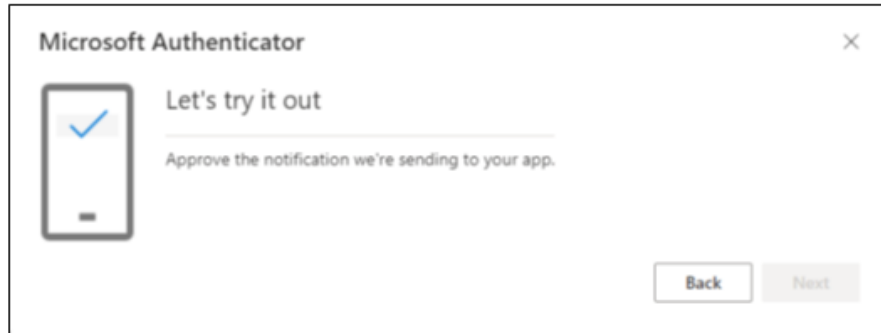 Microsoft Authenticator
Let's try it out
Approve the notification we're sending to your app.
Back
Next